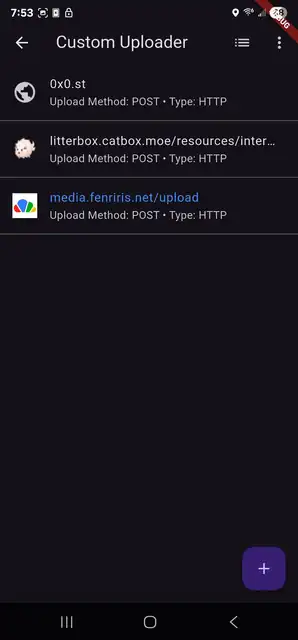 7:53
Custom Uploader
0x0.st
Upload Method: POST • Type: HTTP
litterbox.catbox.moe/resources/inter...
Upload Method: POST • Type: HTTP
media.fenriris.net/upload
Upload Method: POST • Type: HTTP